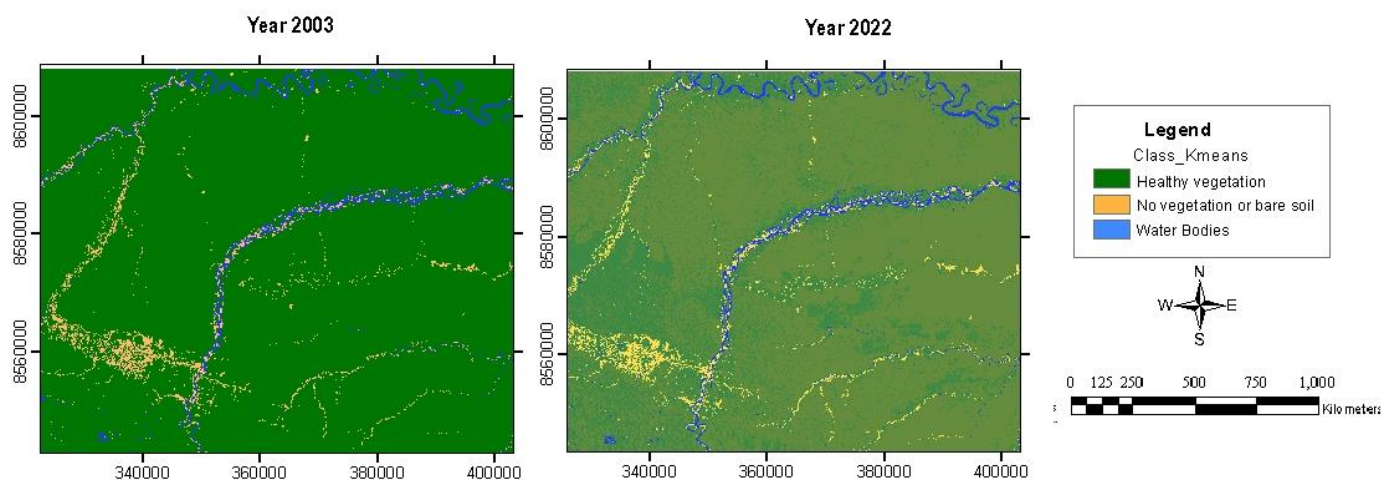 Year 2003
8600000
8580000
8560000
340000
360000
380000
400000
Year 2022
8600000
8580000
8560000
340000
360000
380000
400000
Legend
Class_Kmeans
Healthy vegetation
No vegetation or bare soil
Water Bodies
N
W E
S
0 125 250 500 750 1,000
Kilometers